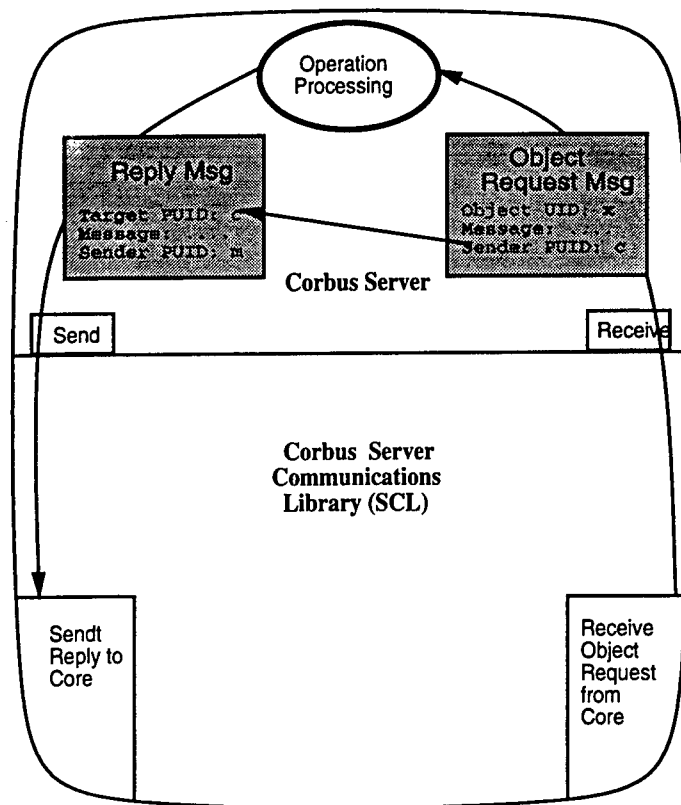 Operation
Processing
Reply Msg
Target PUID: c
Message: ....
Sender PUID: m
Object
Request Msg
Object UID: x
Message: ....
Sender PUID: c
Corbus Server
Send
Receive
Corbus Server
Communications
Library (SCL)
Sendt
Reply to
Core
Receive
Object
Request
from
Core